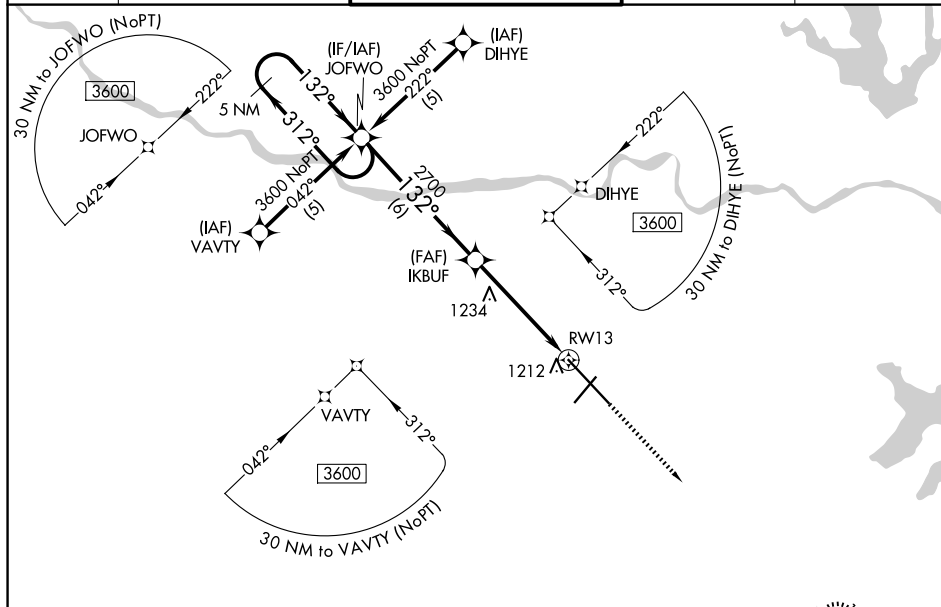 30 NM to JOFWO (NoPT)
3600
222°
JOFWO
042°
5 NM
132°
312°
(IF/IAF)
JOFWO
(IAF)
DIHYE
3600 NoPT
222°
(5)
3600 NoPT
042°
(5)
(IAF)
VAVTY
2700
132°
(6)
(FAF)
IKBUF
1234
RW13
1212
222°
DIHYE
3600
312°
30 NM to DIHYE (NoPT)
VAVTY
042°
312°
3600
30 NM to VAVTY (NoPT)